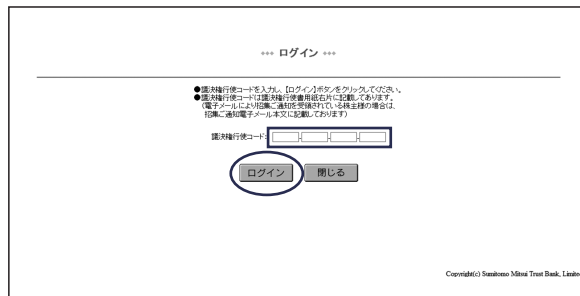 *** ログイン ***
●議決権行使コードを入力し、[ログイン]ボタンをクリックしてください。
●議決権行使コードは議決権行使書用紙右片に記載してあります。
(電子メールにより招集ご通知を受領されている株主様の場合は、
招集ご通知電子メール本文に記載しております)
議決権行使コード: - - -
ログイン 閉じる
Copyright(c) Sumitomo Mitsui Trust Bank, Limite